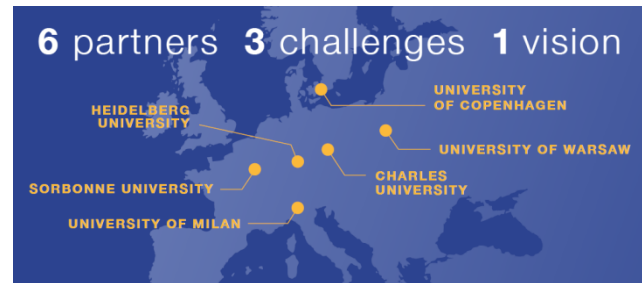 6 partners 3 challenges 1 vision
UNIVERSITY
OF COPENHAGEN
HEIDELBERG
UNIVERSITY
UNIVERSITY OF WARSAW
CHARLES
UNIVERSITY
SORBONNE UNIVERSITY
UNIVERSITY OF MILAN